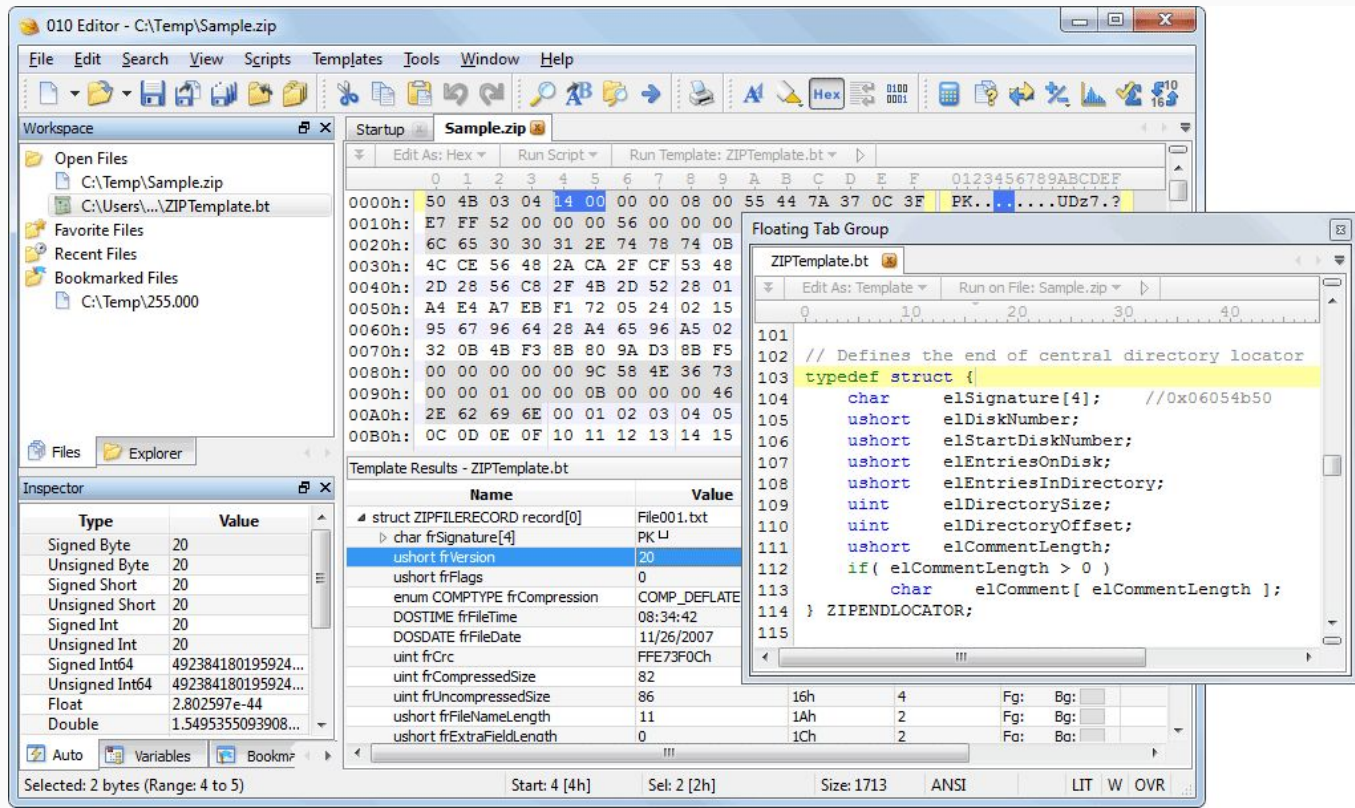 010 Editor - C:\Temp\Sample.zip
File Edit Search View Scripts Templates Tools Window Help
Hex
Workspace
Open Files
C:\Temp\Sample.zip
C:\Users\...\ZIPTemplate.bt
Favorite Files
Recent Files
Bookmarked Files
C:\Temp\255.000
Files Explorer
Inspector
Type Value
Signed Byte 20
Unsigned Byte 20
Signed Short 20
Unsigned Short 20
Signed Int 20
Unsigned Int 20
Signed Int64 492384180195924...
Unsigned Int64 492384180195924...
Float 2.802597e-44
Double 1.5495355093908...
Auto Variables
Startup Sample.zip
Edit As: Hex Run Script Run Template: ZIPTemplate.bt
0 1 2 3 4 5 6 7 8 9 A B C D E F 0123456789ABCDEF
0000h: 50 4B 03 04 14 00 00 00 08 00 55 44 7A 37 0C 3F PK........UDz7.?
0010h: E7 FF 52 00 00 00 56 00 00 00
0020h: 6C 65 30 30 31 2E 74 78 74 0B
0030h: 4C CE 56 48 2A CA 2F CF 53 48
0040h: 2D 28 56 C8 2F 4B 2D 52 28 01
0050h: A4 E4 A7 EB F1 72 05 24 02 15
0060h: 95 67 96 64 28 A4 65 96 A5 02
0070h: 32 0B 4B F3 8B 80 9A D3 8B F5
0080h: 00 00 00 00 00 9C 58 4E 36 73
0090h: 00 00 01 00 00 0B 00 00 00 46
00A0h: 2E 62 69 6E 00 01 02 03 04 05
00B0h: 0C 0D 0E 0F 10 11 12 13 14 15
Template Results - ZIPTemplate.bt
Name Value
struct ZIPFILERECORD record[0] File001.txt
char frSignature[4] PK
ushort frVersion 20
ushort frFlags 0
enum COMPTYPE frCompression COMP_DEFLATE
DOSTIME frFileTime 08:34:42
DOSDATE frFileDate 11/26/2007
uint frCrc FFE73F0Ch
uint frCompressedSize 82
uint frUncompressedSize 86 16h 4 Fg: Bg:
ushort frFileNameLength 11 1Ah 2 Fg: Bg:
ushort frExtraFieldLength 0 1Ch 2 Fg: Bg:
Floating Tab Group
ZIPTemplate.bt
Edit As: Template Run on File: Sample.zip
0 10 20 30 40
101
102 // Defines the end of central directory locator
103 typedef struct {
104 char elSignature[4]; //0x06054b50
105 ushort elDiskNumber;
106 ushort elStartDiskNumber;
107 ushort elEntriesOnDisk;
108 ushort elEntriesInDirectory;
109 uint elDirectorySize;
110 uint elDirectoryOffset;
111 ushort elCommentLength;
112 if( elCommentLength > 0 )
113 char elComment[ elCommentLength ];
114 } ZIPENDLOCATOR;
115
Selected: 2 bytes (Range: 4 to 5) Start: 4 [4h] Sel: 2 [2h] Size: 1713 ANSI LIT W OVR